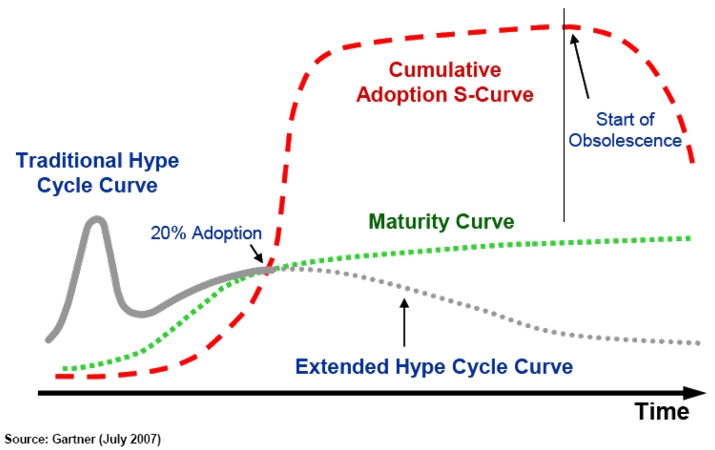 Cumulative
Adoption S-Curve
Start of
Obsolescence
Traditional Hype
Cycle Curve
20% Adoption
Maturity Curve
Extended Hype Cycle Curve
Time
Source: Gartner (July 2007)